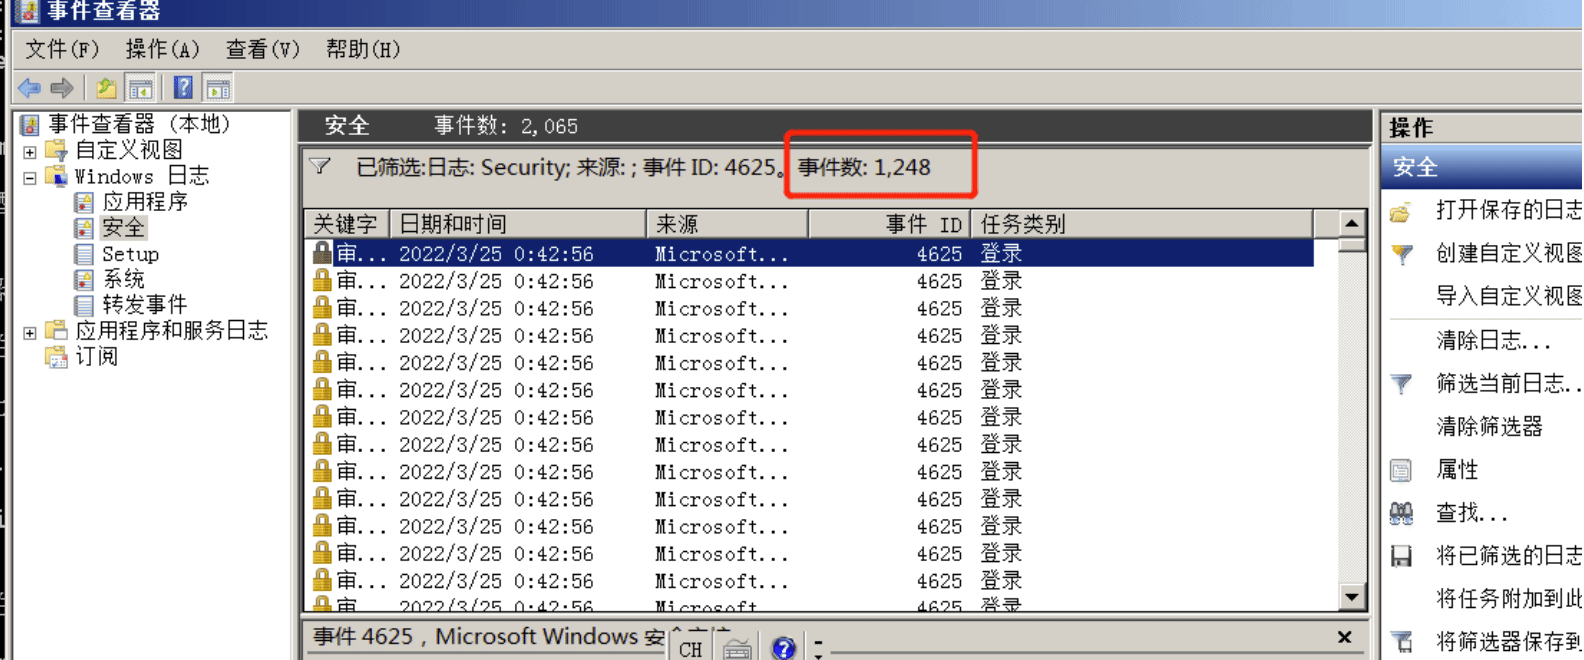 事件查看器
文件(F) 操作(A) 查看(V) 帮助(H)
事件查看器 (本地)
自定义视图
Windows 日志
应用程序
安全
Setup
系统
转发事件
应用程序和服务日志
订阅
安全 事件数: 2,065
已筛选:日志: Security; 来源: ; 事件 ID: 4625。 事件数: 1,248
关键字 日期和时间 来源 事件 ID 任务类别
审... 2022/3/25 0:42:56 Microsoft... 4625 登录
审... 2022/3/25 0:42:56 Microsoft... 4625 登录
审... 2022/3/25 0:42:56 Microsoft... 4625 登录
审... 2022/3/25 0:42:56 Microsoft... 4625 登录
审... 2022/3/25 0:42:56 Microsoft... 4625 登录
审... 2022/3/25 0:42:56 Microsoft... 4625 登录
审... 2022/3/25 0:42:56 Microsoft... 4625 登录
审... 2022/3/25 0:42:56 Microsoft... 4625 登录
审... 2022/3/25 0:42:56 Microsoft... 4625 登录
审... 2022/3/25 0:42:56 Microsoft... 4625 登录
审... 2022/3/25 0:42:56 Microsoft... 4625 登录
审... 2022/3/25 0:42:56 Microsoft... 4625 登录
审... 2022/3/25 0:42:56 Microsoft... 4625 登录
审 2022/3/25 0:42:56 Microsoft 4625 登录
事件 4625，Microsoft Windows 安
CH
操作
安全
打开保存的日志
创建自定义视图
导入自定义视图
清除日志...
筛选当前日志..
清除筛选器
属性
查找...
将已筛选的日志
将任务附加到此
将筛选器保存到